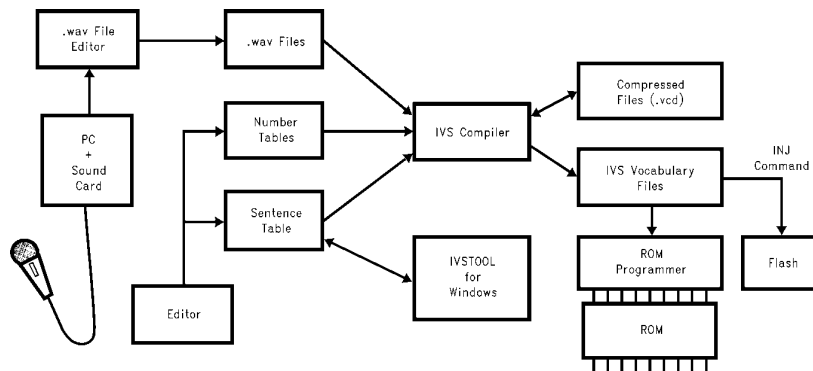 .wav File
Editor
.wav Files
PC
+
Sound
Card
Number
Tables
Sentence
Table
Editor
IVS Compiler
IVSTOOL
for
Windows
Compressed
Files (.vcd)
IVS Vocabulary
Files
INJ
Command
ROM
Programmer
Flash
ROM